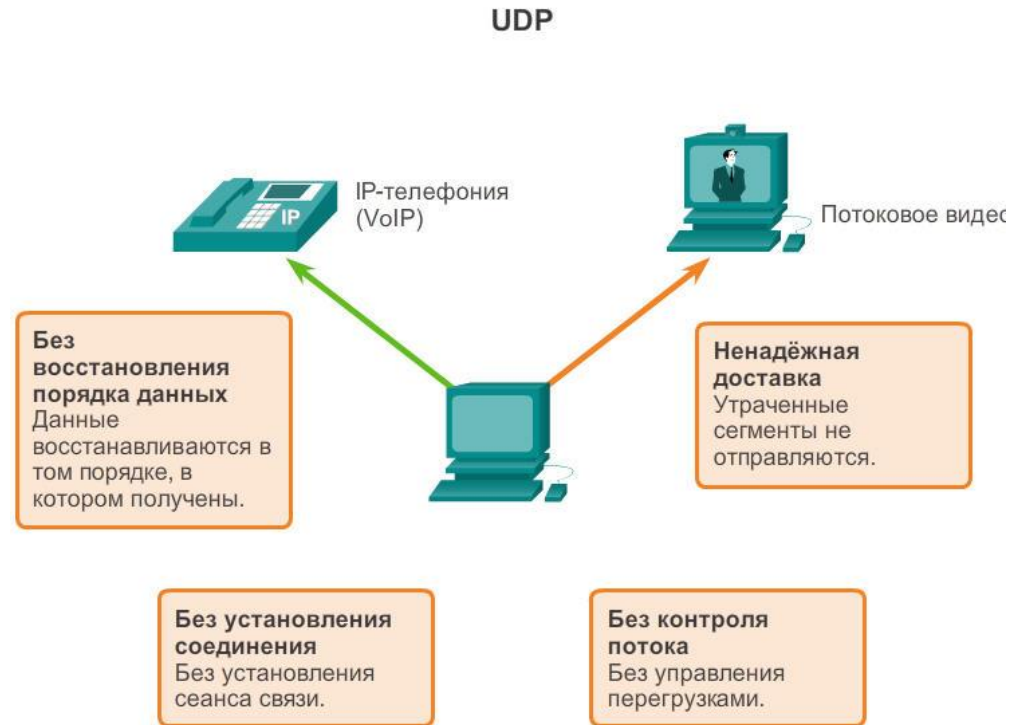 UDP
IP-телефония
(VoIP)
IP
Потоковое видео
Без
восстановления
порядка данных
Данные
восстанавливаются в
том порядке, в
котором получены.
Ненадёжная
доставка
Утраченные
сегменты не
отправляются.
Без установления
соединения
Без установления
сеанса связи.
Без контроля
потока
Без управления
перегрузками.